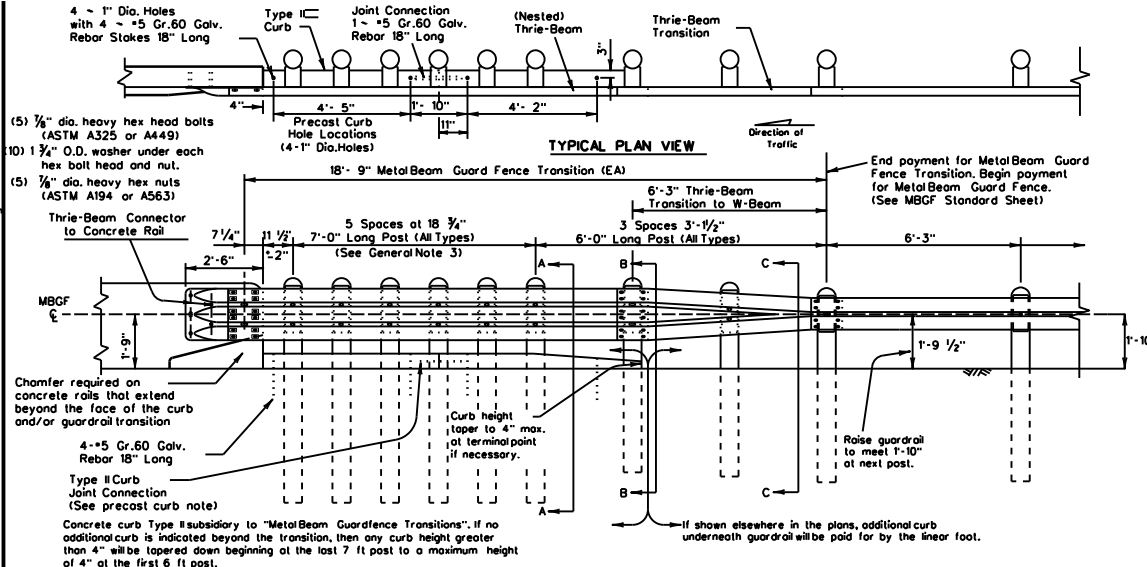 4 ~ 1" Dia. Holes
with 4 ~ #5 Gr.60 Galv.
Rebar Stakes 18" Long
Type II
Curb
Joint Connection
1 ~ #5 Gr.60 Galv.
Rebar 18" Long
(Nested)
Thrie-Beam
Thrie-Beam
Transition
3"
4"
4'- 5"
1'- 10"
4'- 2"
11"
Precast Curb
Hole Locations
(4-1" Dia.Holes)
TYPICAL PLAN VIEW
Direction of
Traffic
(5) 7/8" dia. heavy hex head bolts
(ASTM A325 or A449)
(10) 1 3/4" O.D. washer under each
hex bolt head and nut.
(5) 7/8" dia. heavy hex nuts
(ASTM A194 or A563)
18'- 9" Metal Beam Guard Fence Transition (EA)
End payment for Metal Beam Guard
Fence Transition. Begin payment
for Metal Beam Guard Fence.
(See MBGF Standard Sheet)
6'-3" Thrie-Beam
Transition to W-Beam
Thrie-Beam Connector
to Concrete Rail
7 1/4"
11 1/2"
2'-6"
5 Spaces at 18 3/4"
7'-0" Long Post (All Types)
(See General Note 3)
3 Spaces 3'-1 1/2"
6'-0" Long Post (All Types)
6'-3"
A
B
C
MBGF
1'-9"
1'-9 1/2"
1'-10
Chamfer required on
concrete rails that extend
beyond the face of the curb
and/or guardrail transition
4-#5 Gr.60 Galv.
Rebar 18" Long
Curb height
taper to 4" max.
at terminal point
if necessary.
Raise guardrail
to meet 1'-10"
at next post.
Type II Curb
Joint Connection
(See precast curb note)
A
B
C
Concrete curb Type II subsidiary to "Metal Beam Guardfence Transitions". If no
additional curb is indicated beyond the transition, then any curb height greater
than 4" will be tapered down beginning at the last 7 ft post to a maximum height
of 4" at the first 6 ft post.
If shown elsewhere in the plans, additional curb
underneath guardrail will be paid for by the linear foot.